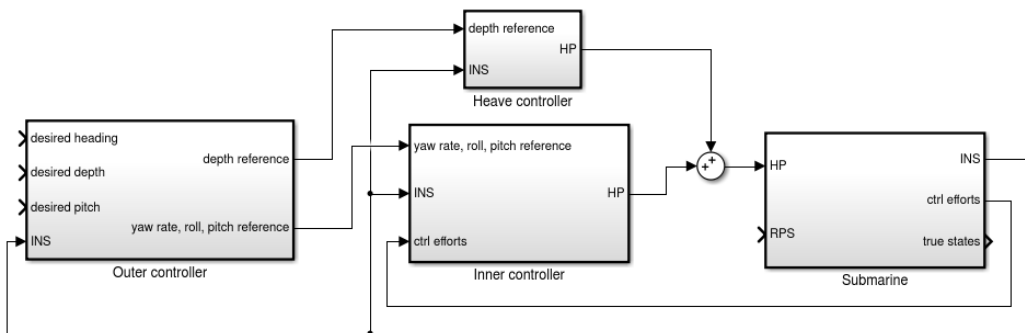 depth reference
HP
INS
Heave controller
desired heading
desired depth
desired pitch
INS
depth reference
yaw rate, roll, pitch reference
Outer controller
yaw rate, roll, pitch reference
INS
HP
ctrl efforts
Inner controller
++
HP
RPS
INS
ctrl efforts
true states
Submarine